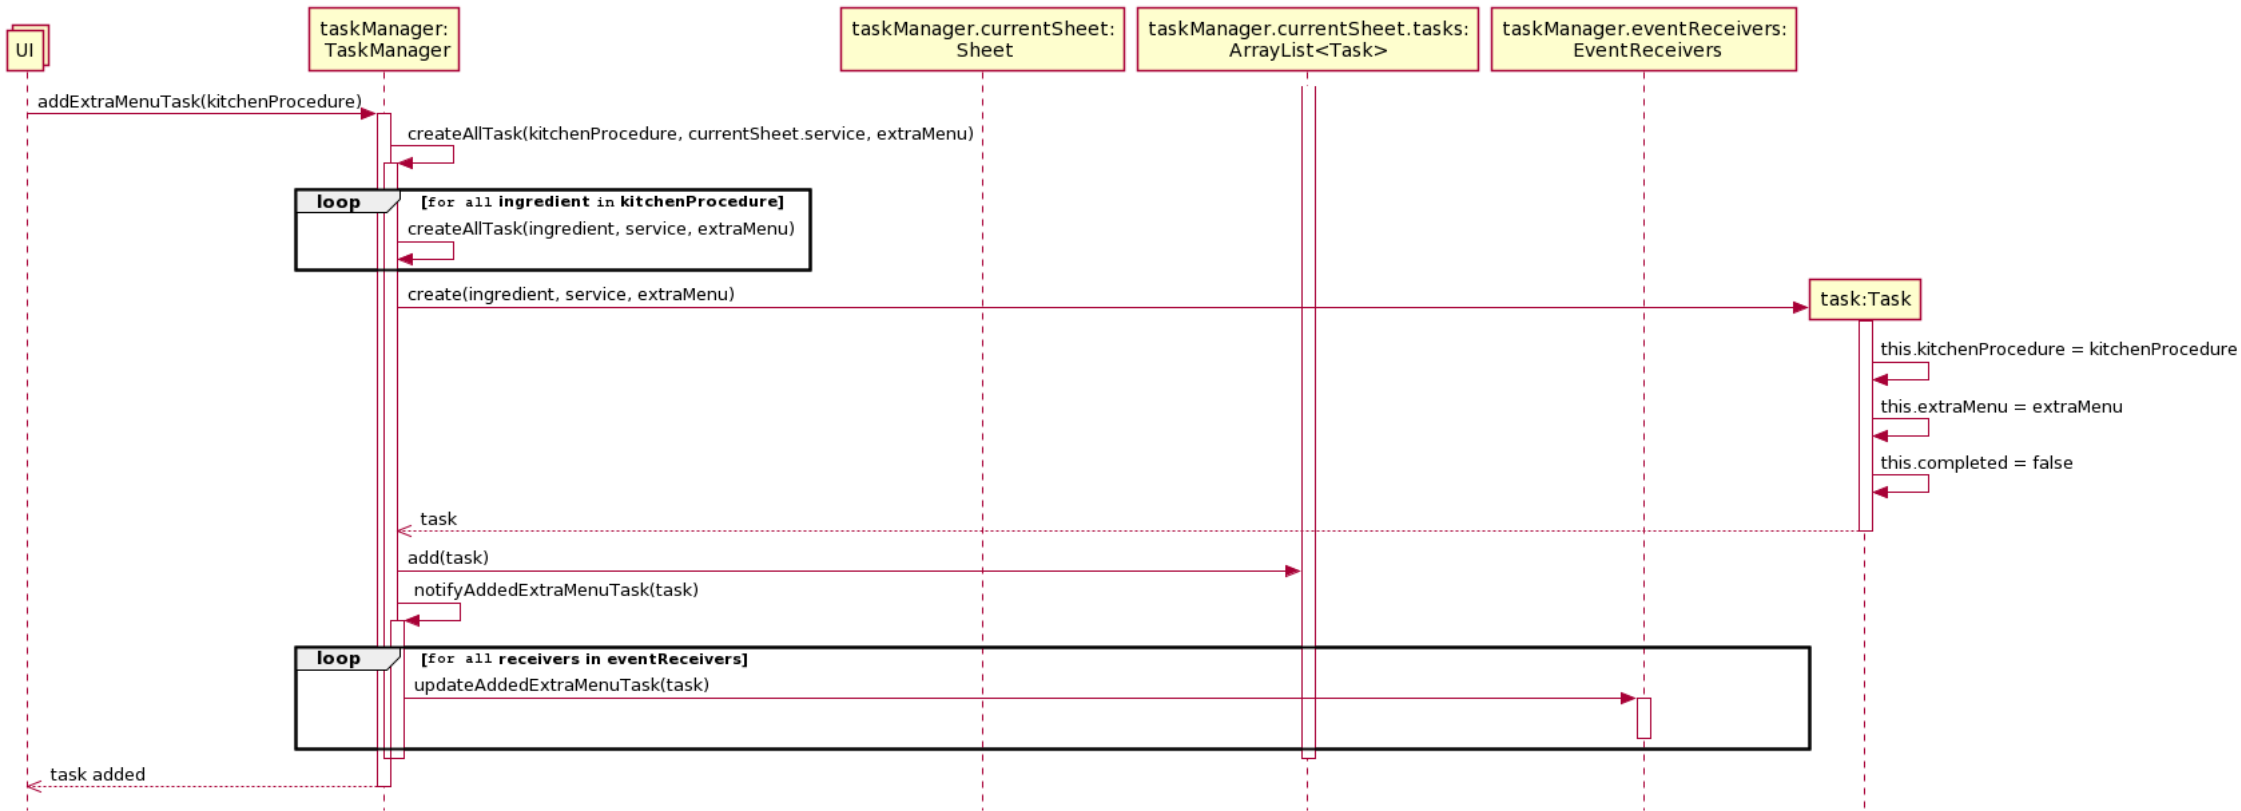 UI
taskManager:
TaskManager
taskManager.currentSheet:
Sheet
taskManager.currentSheet.tasks:
ArrayList<Task>
taskManager.eventReceivers:
EventReceivers
addExtraMenuTask(kitchenProcedure)
createAllTask(kitchenProcedure, currentSheet.service, extraMenu)
loop
[for all ingredient in kitchenProcedure]
createAllTask(ingredient, service, extraMenu)
create(ingredient, service, extraMenu)
task:Task
this.kitchenProcedure = kitchenProcedure
this.extraMenu = extraMenu
this.completed = false
task
add(task)
notifyAddedExtraMenuTask(task)
loop
[for all receivers in eventReceivers]
updateAddedExtraMenuTask(task)
task added